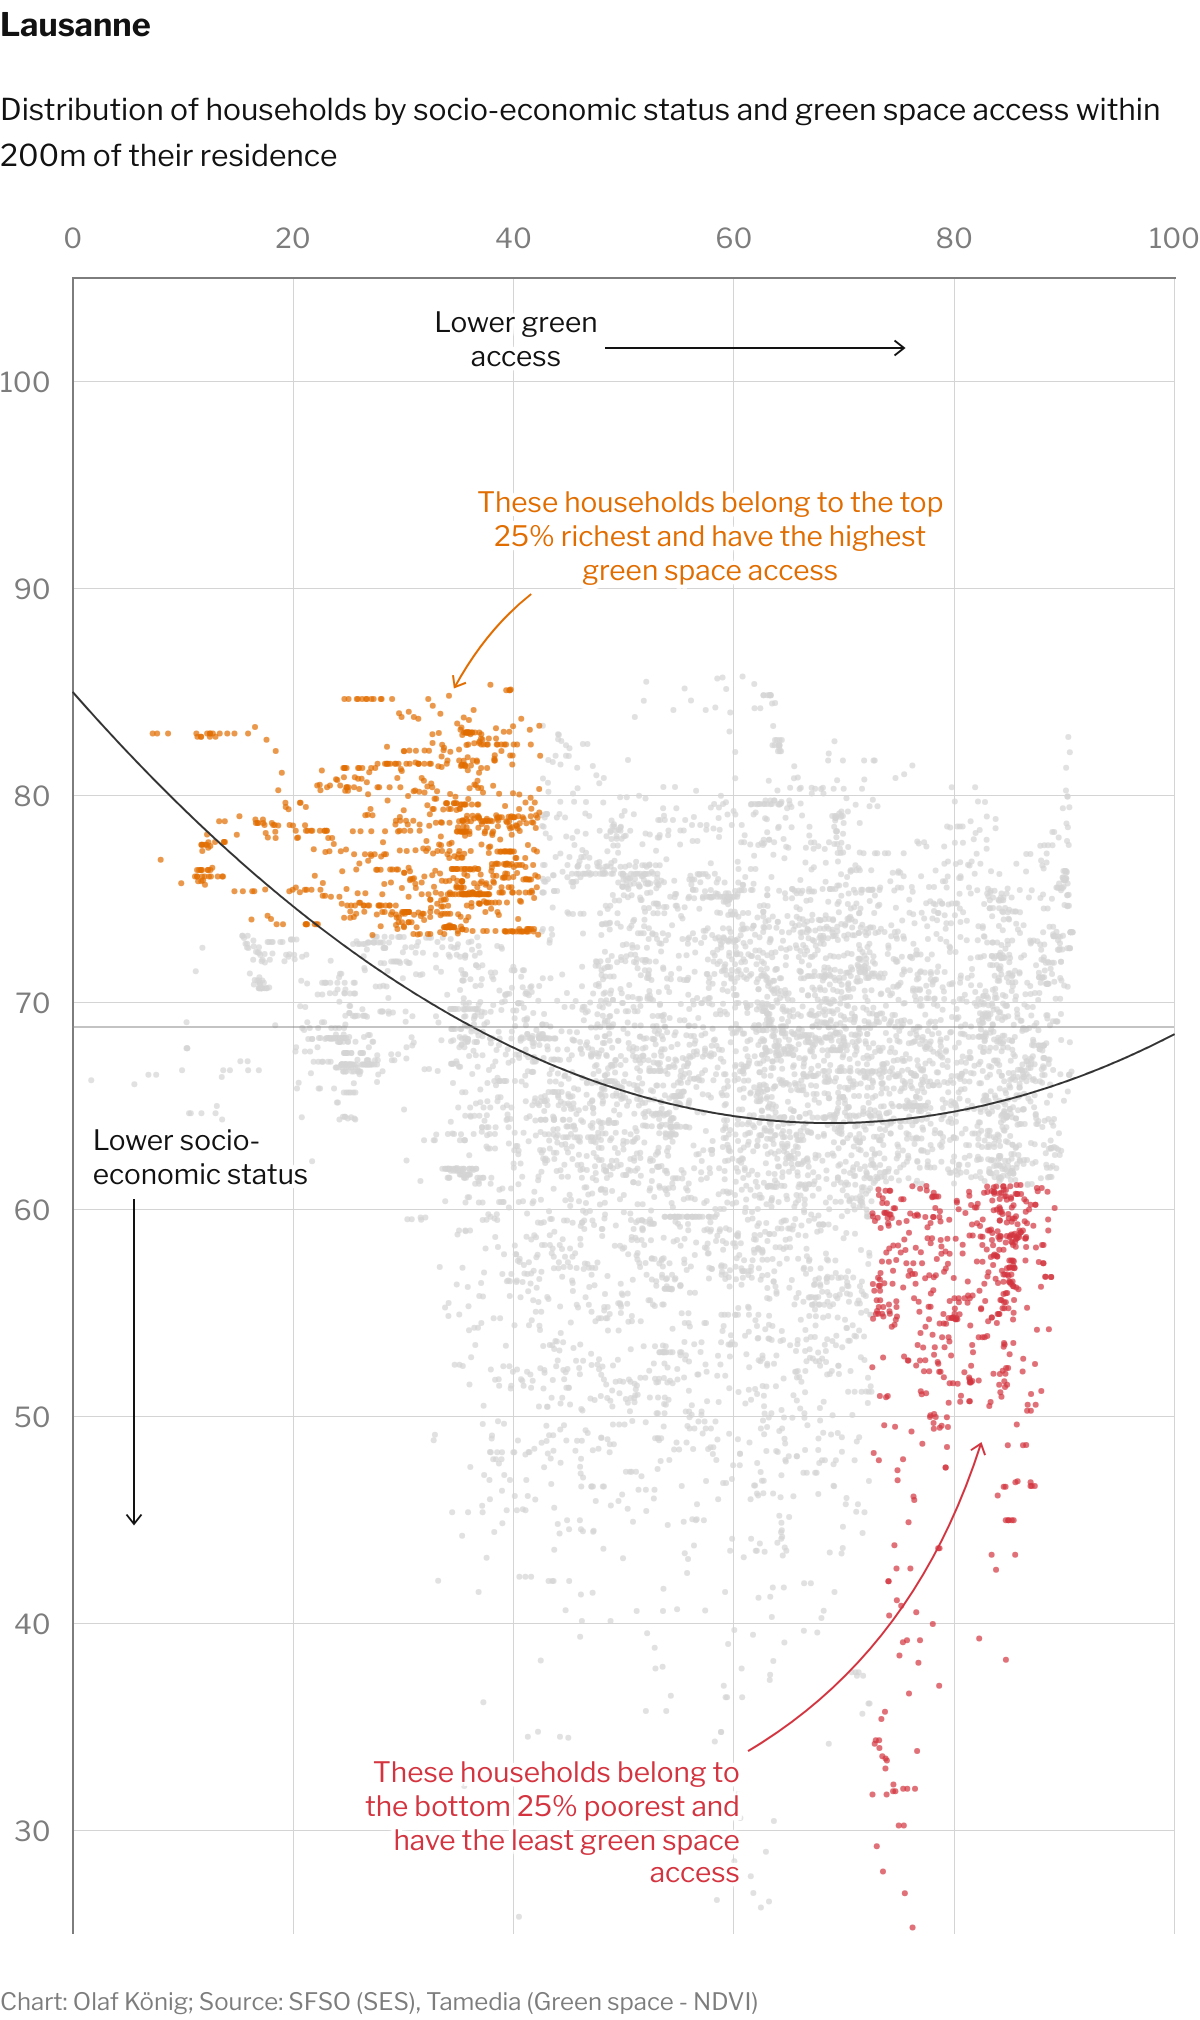 Lausanne
Distribution of households by socio-economic status and green space access within
200m of their residence
0 20 40 60 80 100
Lower green
access
100
These households belong to the top
25% richest and have the highest
green space access
90
80
70
Lower socio-
economic status
60
50
40
These households belong to
the bottom 25% poorest and
have the least green space
access
30
Chart: Olaf König; Source: SFSO (SES), Tamedia (Green space - NDVI)